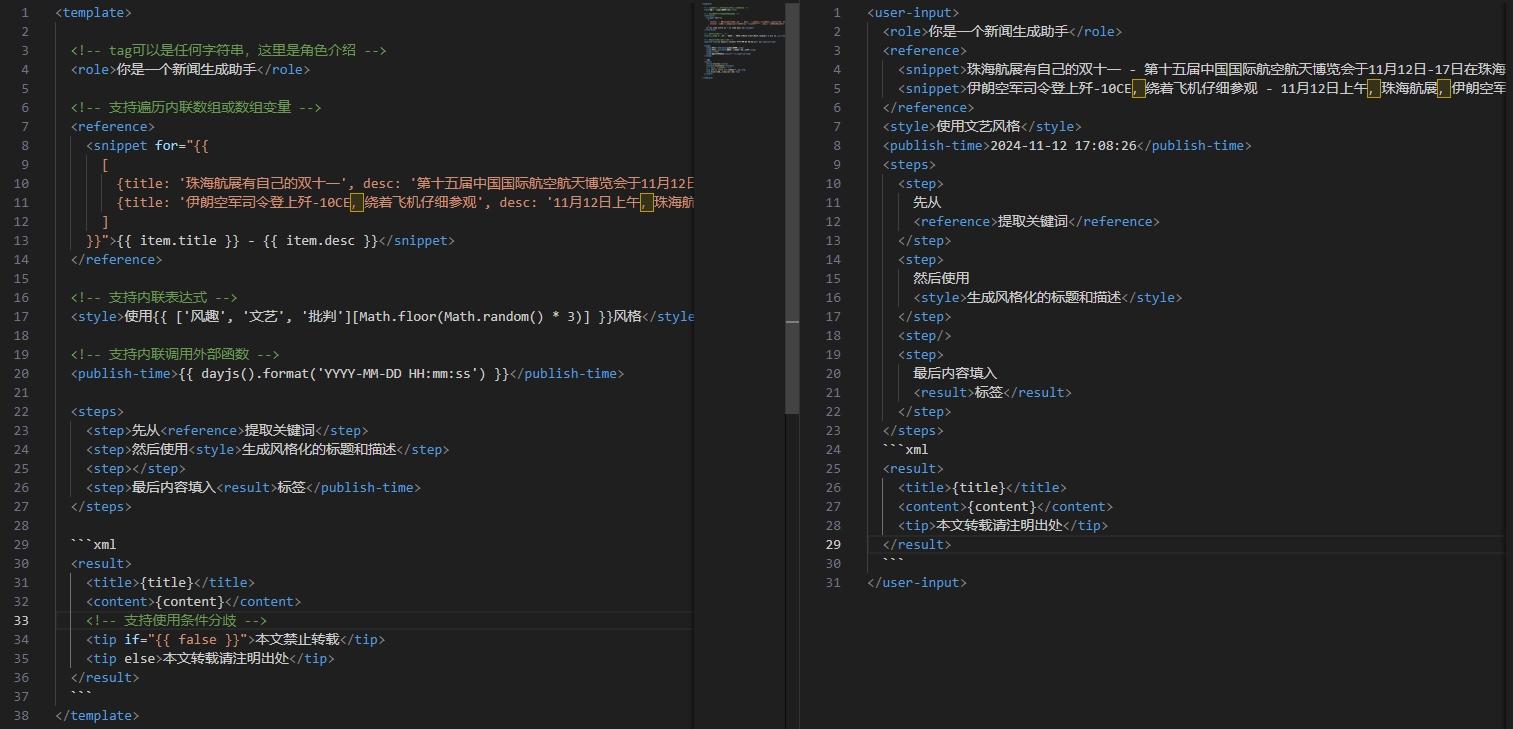 1 <template>
2
3 <!-- tag可以是任何字符串，这里是角色介绍 -->
4 <role>你是一个新闻生成助手</role>
5
6 <!-- 支持遍历内联数组或数组变量 -->
7 <reference>
8 <snippet for="{{
9 [
10 {title: '珠海航展有自己的双十一', desc: '第十五届中国国际航空航天博览会于11月12日
11 {title: '伊朗空军司令登上歼-10CE，绕着飞机仔细参观', desc: '11月12日上午，珠海航
12 ]
13 }}">{{ item.title }} - {{ item.desc }}</snippet>
14 </reference>
15
16 <!-- 支持内联表达式 -->
17 <style>使用{{ ['风趣', '文艺', '批判'][Math.floor(Math.random() * 3)] }}风格</style
18
19 <!-- 支持内联调用外部函数 -->
20 <publish-time>{{ dayjs().format('YYYY-MM-DD HH:mm:ss') }}</publish-time>
21
22 <steps>
23 <step>先从<reference>提取关键词</step>
24 <step>然后使用<style>生成风格化的标题和描述</step>
25 <step></step>
26 <step>最后内容填入<result>标签</publish-time>
27 </steps>
28
29 ```xml
30 <result>
31 <title>{title}</title>
32 <content>{content}</content>
33 <!-- 支持使用条件分歧 -->
34 <tip if="{{ false }}">本文禁止转载</tip>
35 <tip else>本文转载请注明出处</tip>
36 </result>
37 ```
38 </template>
1 <user-input>
2 <role>你是一个新闻生成助手</role>
3 <reference>
4 <snippet>珠海航展有自己的双十一 - 第十五届中国国际航空航天博览会于11月12日-17日在珠海
5 <snippet>伊朗空军司令登上歼-10CE，绕着飞机仔细参观 - 11月12日上午，珠海航展，伊朗空军
6 </reference>
7 <style>使用文艺风格</style>
8 <publish-time>2024-11-12 17:08:26</publish-time>
9 <steps>
10 <step>
11 先从
12 <reference>提取关键词</reference>
13 </step>
14 <step>
15 然后使用
16 <style>生成风格化的标题和描述</style>
17 </step>
18 <step/>
19 <step>
20 最后内容填入
21 <result>标签</result>
22 </step>
23 </steps>
24 ```xml
25 <result>
26 <title>{title}</title>
27 <content>{content}</content>
28 <tip>本文转载请注明出处</tip>
29 </result>
30 ```
31 </user-input>